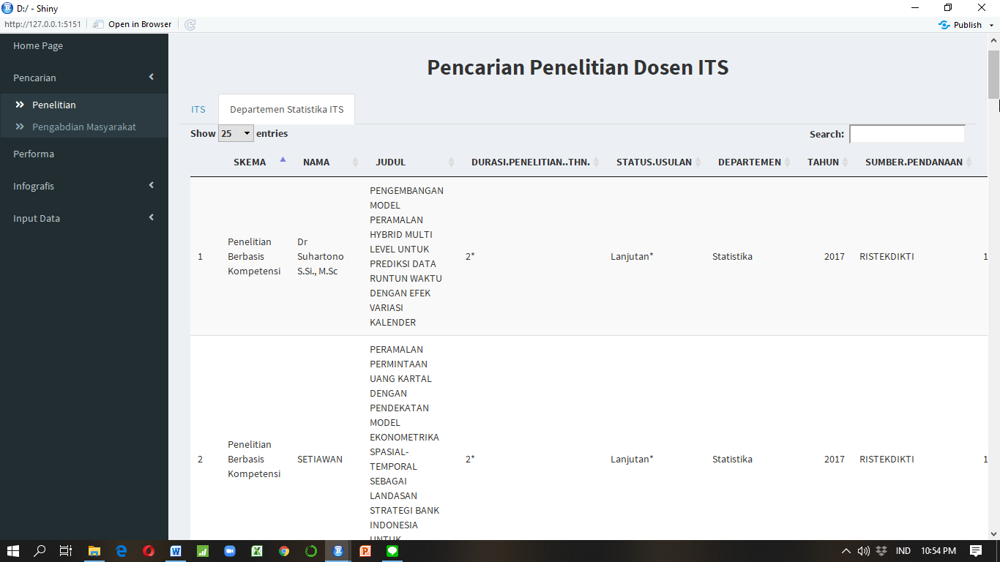 D:/ - Shiny
http://127.0.0.1:5151 Open in Browser Publish
Home Page
Pencarian
Penelitian
Pengabdian Masyarakat
Performa
Infografis
Input Data
Pencarian Penelitian Dosen ITS
ITS Departemen Statistika ITS
Show 25 entries Search:
SKEMA NAMA JUDUL DURASI.PENELITIAN..THN. STATUS.USULAN DEPARTEMEN TAHUN SUMBER.PENDANAAN
1
Penelitian
Berbasis
Kompetensi
Dr
Suhartono
S.Si., M.Sc
PENGEMBANGAN
MODEL
PERAMALAN
HYBRID MULTI
LEVEL UNTUK
PREDIKSI DATA
RUNTUN WAKTU
DENGAN EFEK
VARIASI
KALENDER
2* Lanjutan* Statistika 2017 RISTEKDIKTI 1
2
Penelitian
Berbasis
Kompetensi
SETIAWAN
PERAMALAN
PERMINTAAN
UANG KARTAL
DENGAN
PENDEKATAN
MODEL
EKONOMETRIKA
SPASIAL-
TEMPORAL
SEBAGAI
LANDASAN
STRATEGI BANK
INDONESIA
UNTUK
2* Lanjutan* Statistika 2017 RISTEKDIKTI 1
IND 10:54 PM